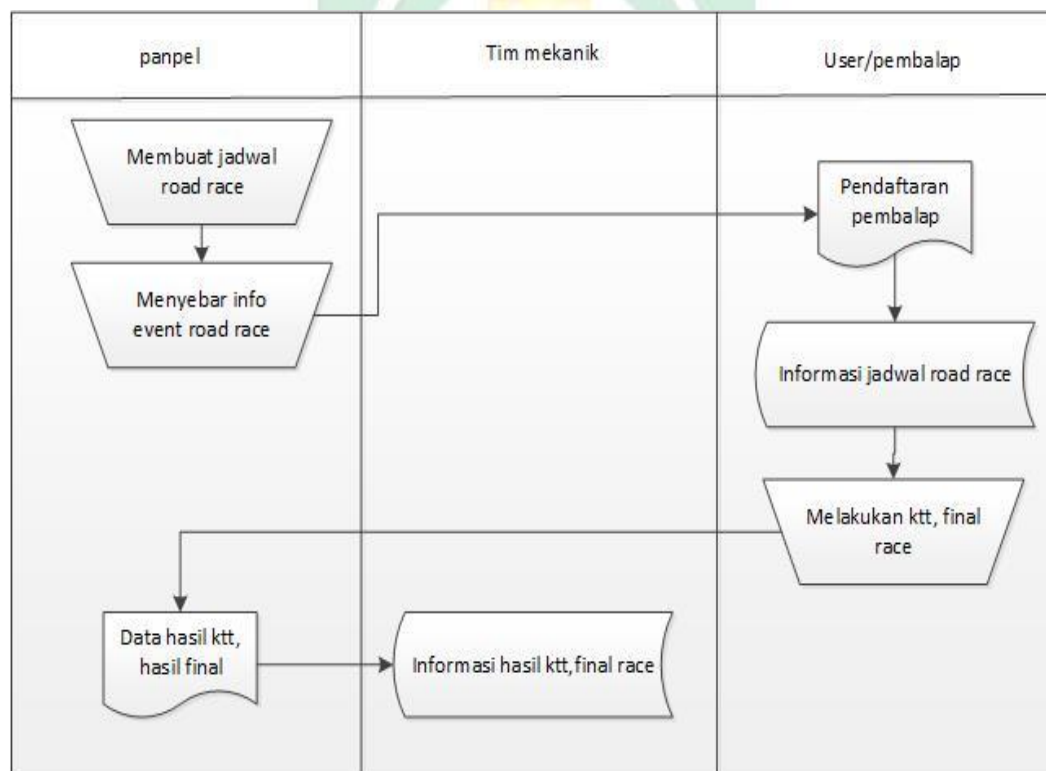 panpel
Tim mekanik
User/pembalap
Membuat jadwal
road race
Menyebar info
event road race
Pendaftaran
pembalap
Informasi jadwal road race
Melakukan ktt, final
race
Data hasil ktt,
hasil final
Informasi hasil ktt,final race